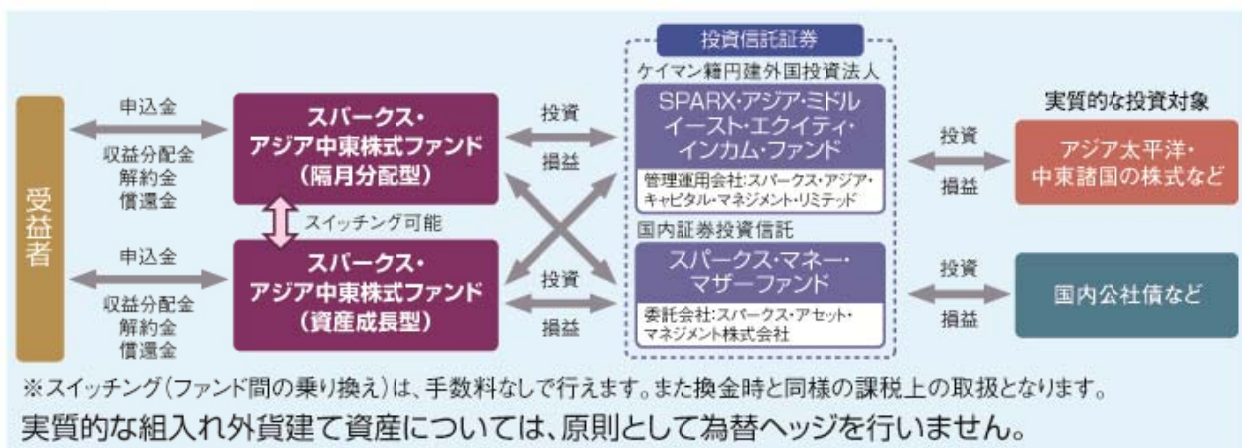 投資信託証券
ケイマン籍円建外国投資法人
受益者
申込金
収益分配金
解約金
償還金
スパークス・
アジア中東株式ファンド
(隔月分配型)
投資
損益
SPARX・アジア・ミドル
イースト・エクイティ・
インカム・ファンド
管理運用会社:スパークス・アジア・
キャピタル・マネジメント・リミテッド
投資
損益
実質的な投資対象
アジア太平洋・
中東諸国の株式など
スイッチング可能
申込金
収益分配金
解約金
償還金
スパークス・
アジア中東株式ファンド
(資産成長型)
投資
損益
国内証券投資信託
スパークス・マネー・
マザーファンド
委託会社:スパークス・アセット・
マネジメント株式会社
投資
損益
国内公社債など
※スイッチング(ファンド間の乗り換え)は、手数料なしで行えます。また換金時と同様の課税上の取扱となります。
実質的な組入れ外貨建て資産については、原則として為替ヘッジを行いません。